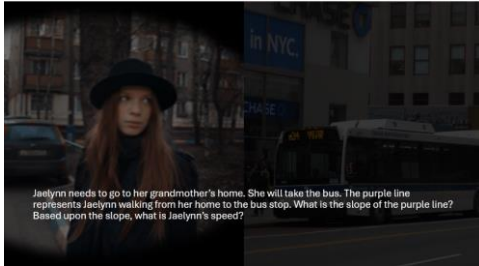 in NYC.
CHASE
CHASE
Jaelynn needs to go to her grandmother's home. She will take the bus. The purple line
represents Jaelynn walking from her home to the bus stop. What is the slope of the purple line?
Based upon the slope, what is Jaelynn's speed?